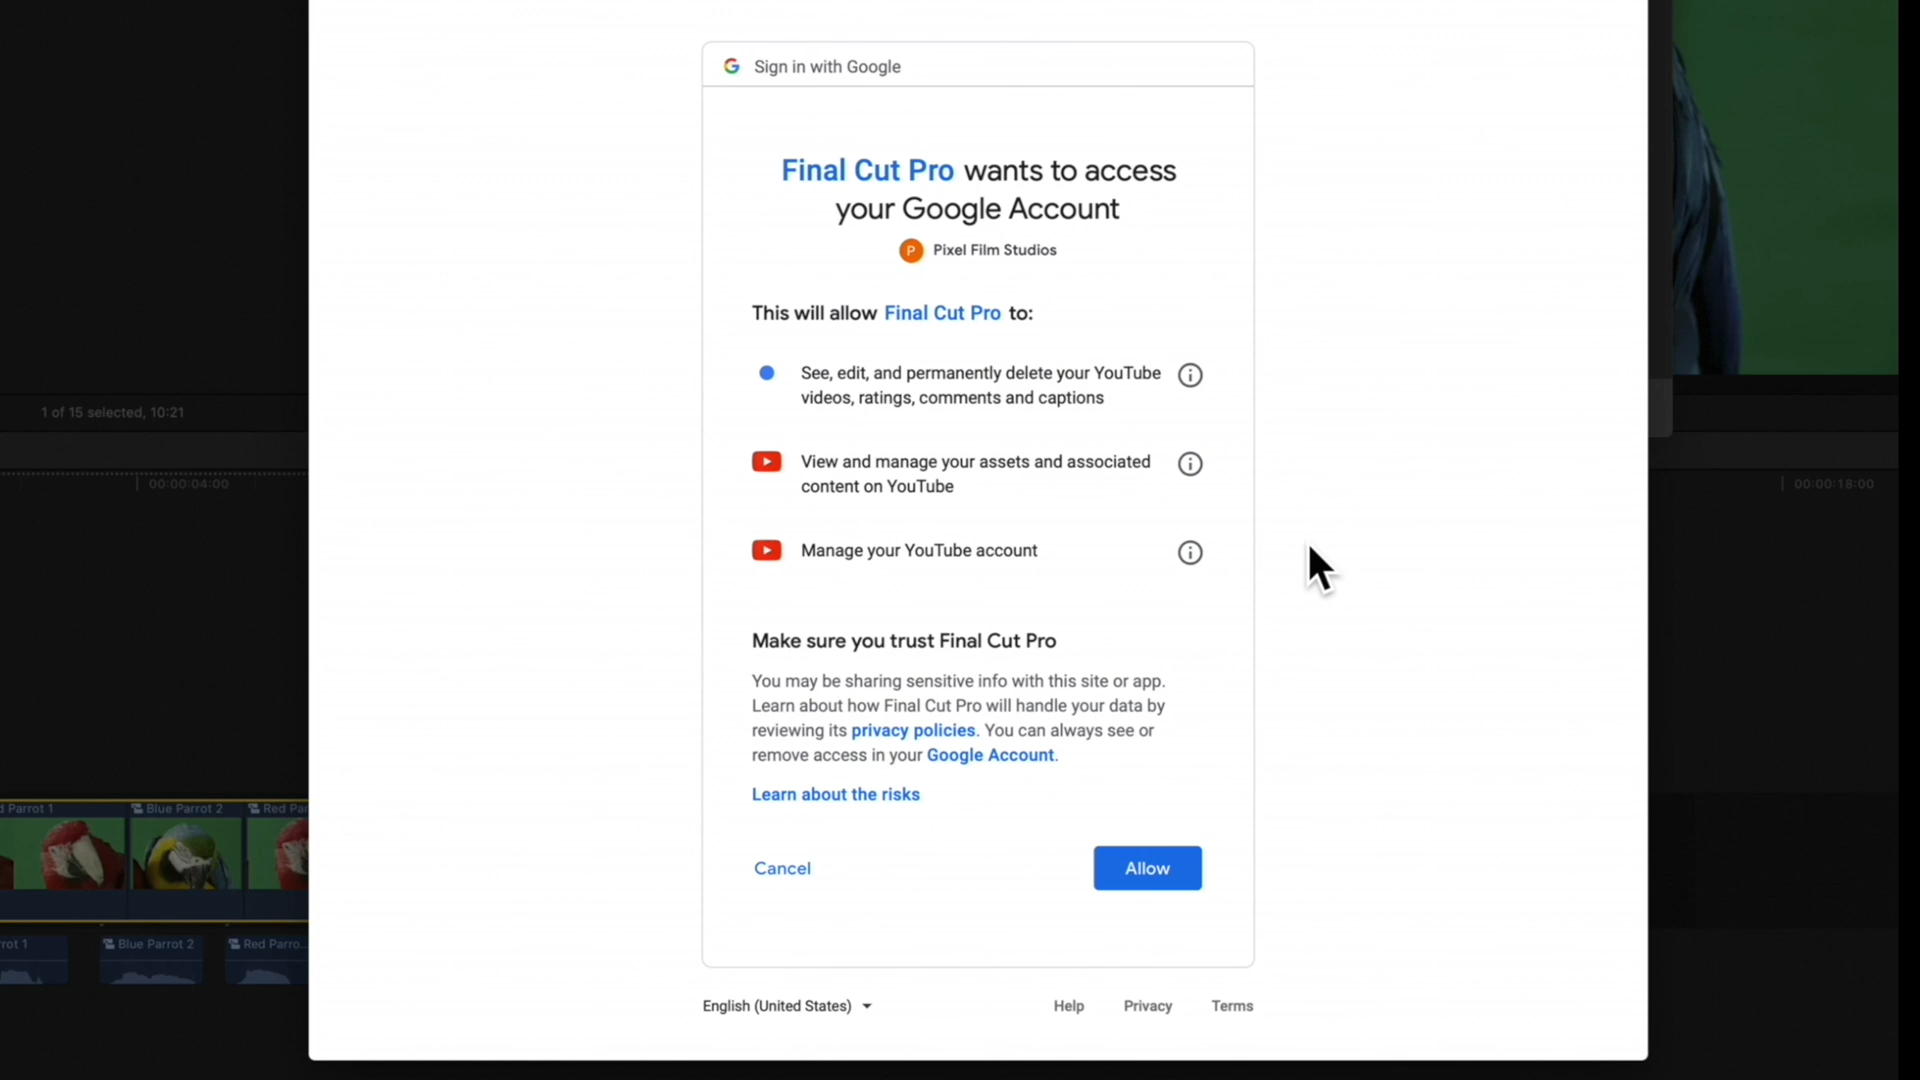 Sign in with Google
Final Cut Pro wants to access
your Google Account
P Pixel Film Studios
This will allow Final Cut Pro to:
See, edit, and permanently delete your YouTube
videos, ratings, comments and captions
View and manage your assets and associated
content on YouTube
Manage your YouTube account
Make sure you trust Final Cut Pro
You may be sharing sensitive info with this site or app.
Learn about how Final Cut Pro will handle your data by
reviewing its privacy policies. You can always see or
remove access in your Google Account.
Learn about the risks
Cancel Allow
English (United States) Help Privacy Terms
1 of 15 selected, 10:21
00:00:04:00 00:00:18:00
Parrot 1 Blue Parrot 2 Red
1 Blue Parrot 2 Red Parro...